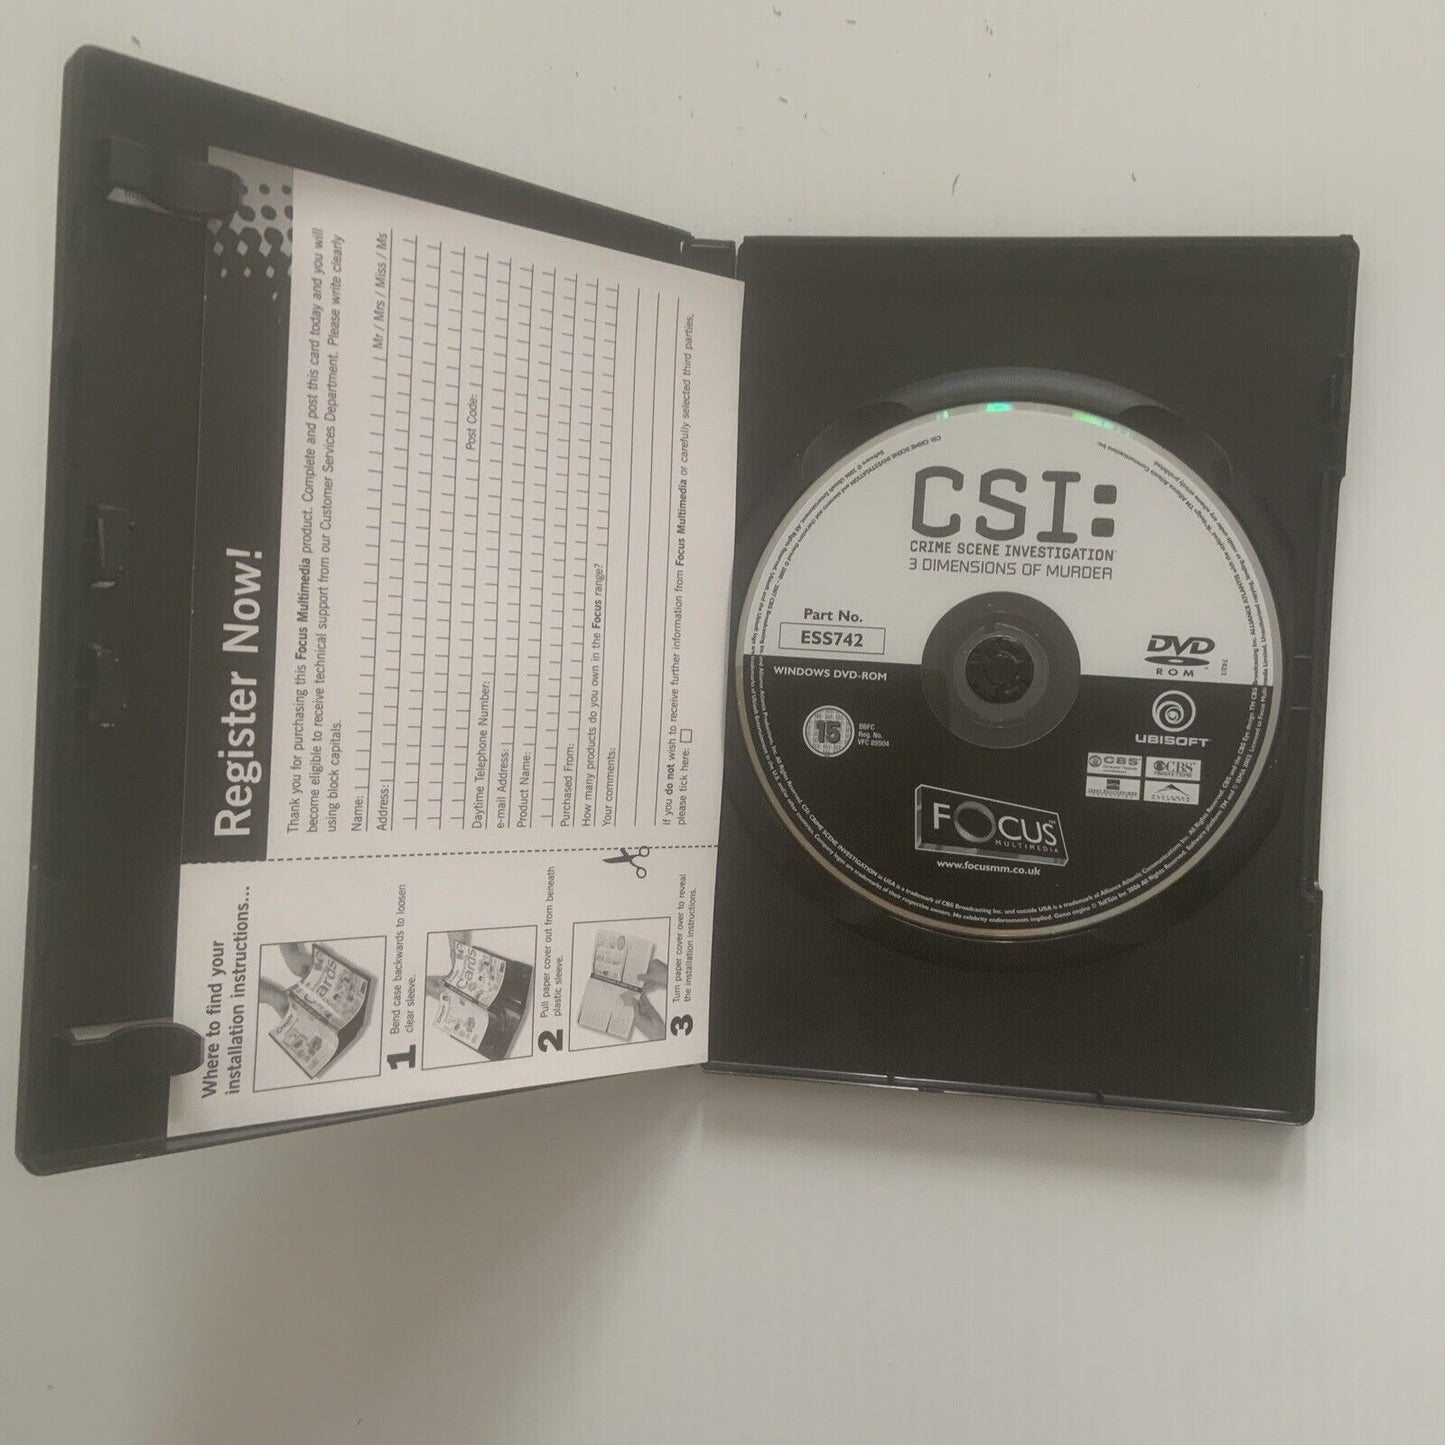 Register Now!
Thank you for purchasing this Focus Multimedia product. Complete and post this card today and you will
become eligible to receive technical support from our Customer Services Department. Please write clearly
using block capitals.
Name: Mr / Mrs / Miss / Ms
Address:
Post Code:
Daytime Telephone Number:
e-mail Address:
Product Name:
Purchased From:
How many products do you own in the Focus range?
Your comments:
If you do not wish to receive further information from Focus Multimedia or carefully selected third parties,
please tick here:
Where to find your
installation instructions...
1 Bend case backwards to loosen
clear sleeve.
2 Pull paper cover out from beneath
plastic sleeve.
3 Turn paper cover over to reveal
the installation instructions.
CSI:
CRIME SCENE INVESTIGATION
3 DIMENSIONS OF MURDER
Part No.
ESS742
WINDOWS DVD-ROM
DVD
ROM
15
BBFC
Reg. No.
VFC 89504
UBISOFT
CBS
CBS
FOCUS
MULTIMEDIA
www.focusmm.co.uk